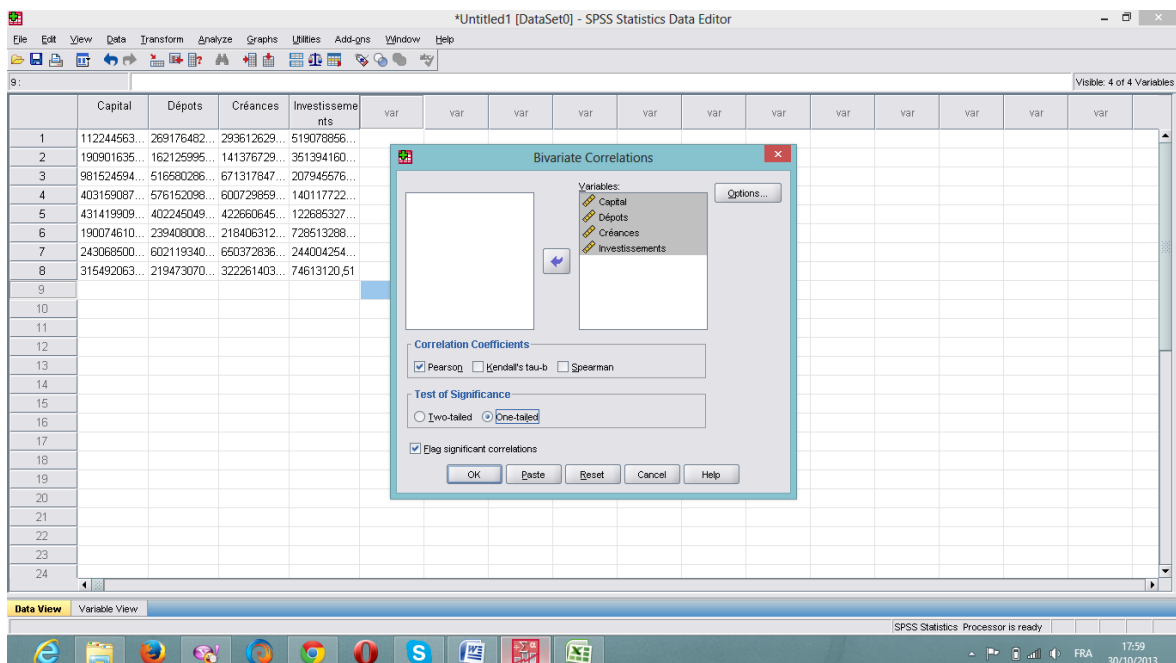 *Untitled1 [DataSet0] - SPSS Statistics Data Editor
File Edit View Data Transform Analyze Graphs Utilities Add-ons Window Help
9 :
Visible: 4 of 4 Variables
Capital Dépots Créances Investisseme nts var var var var var var var var var
1 112244563... 269176482... 293612629... 519078856...
2 190901635... 162125995... 141376729... 351394160...
3 981524594... 516580286... 671317847... 207945576...
4 403159087... 576152098... 600729859... 140117722...
5 431419909... 402245049... 422660645... 122685327...
6 190074610... 239408008... 218406312... 728513288...
7 243068500... 602119340... 650372836... 244004254...
8 315492063... 219473070... 322261403... 74613120,51
9
10
11
12
13
14
15
16
17
18
19
20
21
22
23
24
Bivariate Correlations
Variables:
Capital
Dépots
Créances
Investissements
Options...
Correlation Coefficients
Pearson Kendall's tau-b Spearman
Test of Significance
Two-tailed One-tailed
Flag significant correlations
OK Paste Reset Cancel Help
Data View Variable View
SPSS Statistics Processor is ready
FRA
17:59
30/10/2013